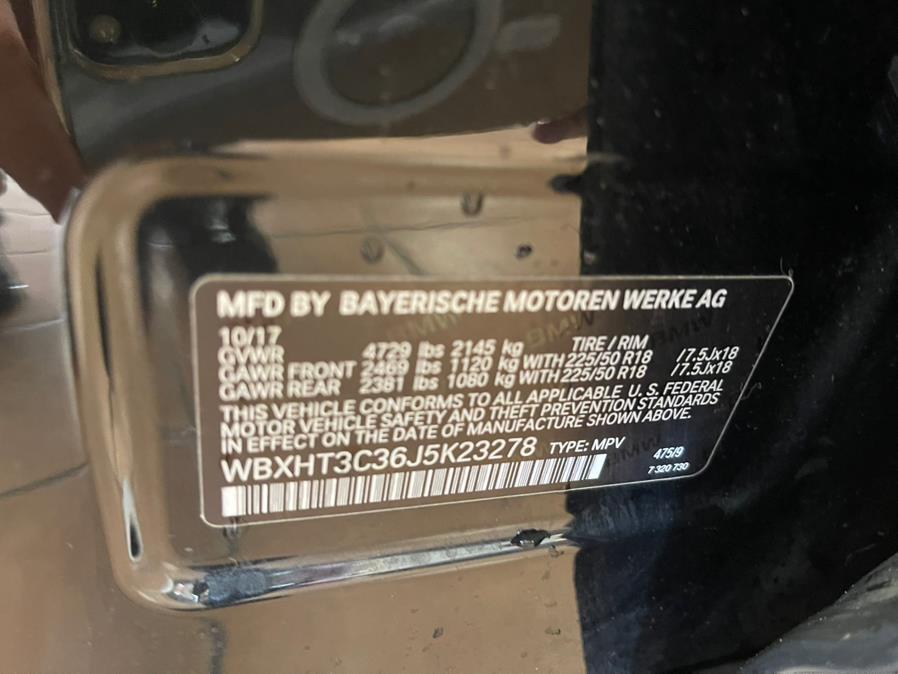 MFD BY BAYERISCHE MOTOREN WERKE AG
10/17 TIRE / RIM
GVWR 4729 lbs 2145 kg
GAWR FRONT 2469 lbs 1120 kg WITH 225/50 R18 /7.5Jx18
GAWR REAR 2381 lbs 1080 kg WITH 225/50 R18 /7.5Jx18
THIS VEHICLE CONFORMS TO ALL APPLICABLE U. S. FEDERAL
MOTOR VEHICLE SAFETY AND THEFT PREVENTION STANDARDS
IN EFFECT ON THE DATE OF MANUFACTURE SHOWN ABOVE.
WBXHT3C36J5K23278 TYPE: MPV 475/9
7 320 730
BMW BMW BMW